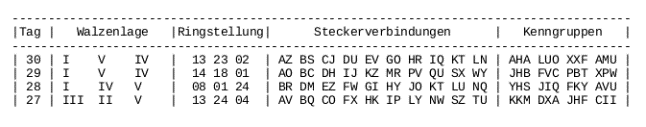 -----------------------------------------------------------------------------------
|Tag |   Walzenlage   |Ringstellung|      Steckerverbindungen      |   Kenngruppen   |
-----------------------------------------------------------------------------------
| 30 | I    V    IV   |  13 23 02  | AZ BS CJ DU EV GO HR IQ KT LN | AHA LUO XXF AMU |
| 29 | I    V    IV   |  14 18 01  | AO BC DH IJ KZ MR PV QU SX WY | JHB FVC PBT XPW |
| 28 | I    IV   V    |  08 01 24  | BR DM EZ FW GI HY JO KT LU NQ | YHS JIQ FKY AVU |
| 27 | III  II   V    |  13 24 04  | AV BQ CO FX HK IP LY NW SZ TU | KKM DXA JHF CII |